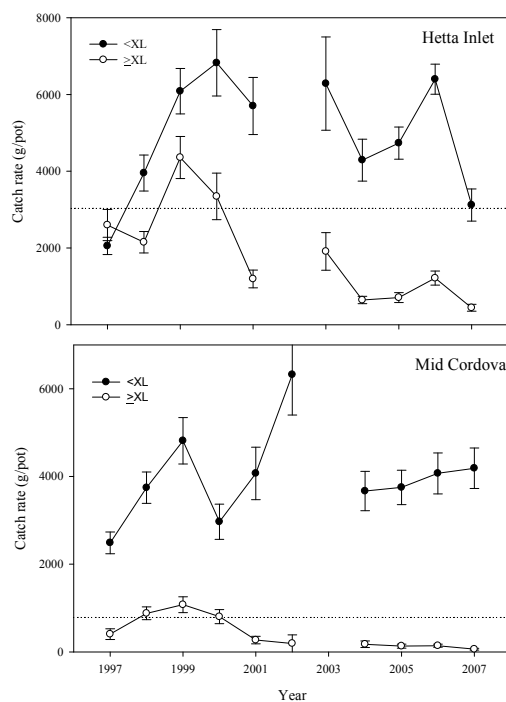 Hetta Inlet
<XL
≥XL
Catch rate (g/pot)
8000
6000
4000
2000
0
Mid Cordova
<XL
≥XL
Catch rate (g/pot)
6000
4000
2000
0
1997 1999 2001 2003 2005 2007
Year